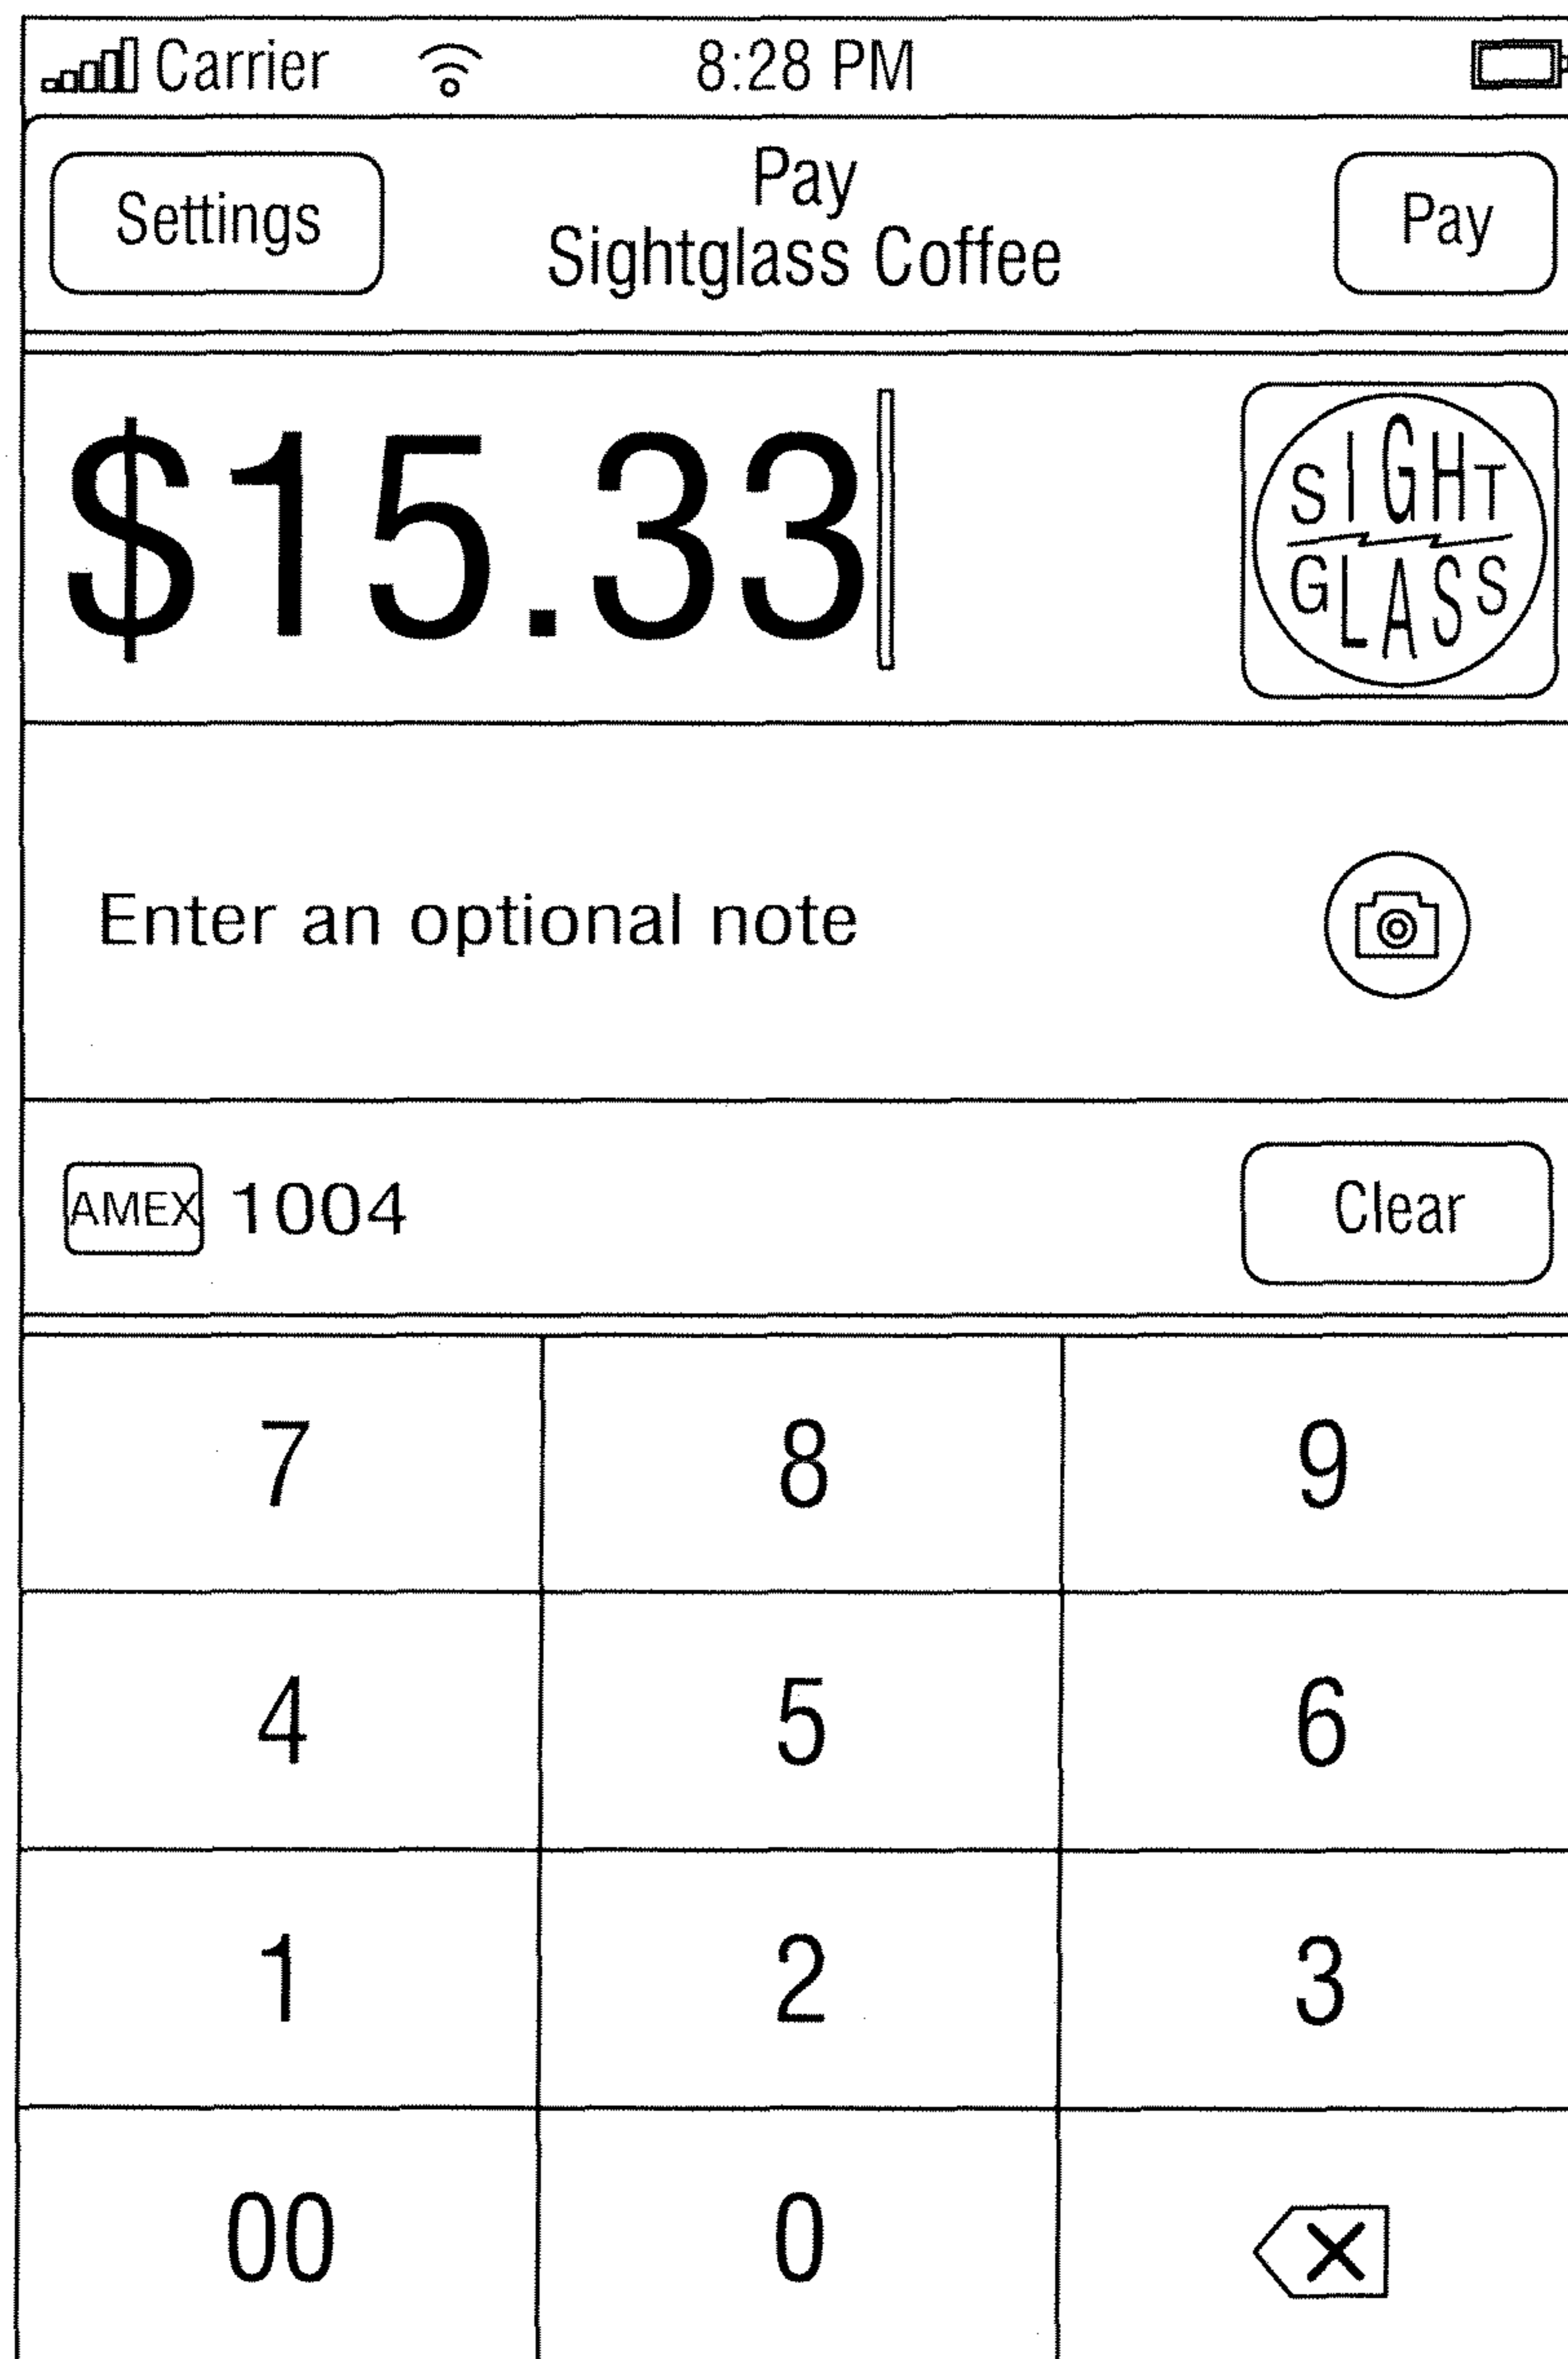 Carrier 8:28 PM
Settings
Pay
Sightglass Coffee
Pay
$15.33
SIGHT
GLASS
Enter an optional note
AMEX 1004
Clear
7 8 9
4 5 6
1 2 3
00 0